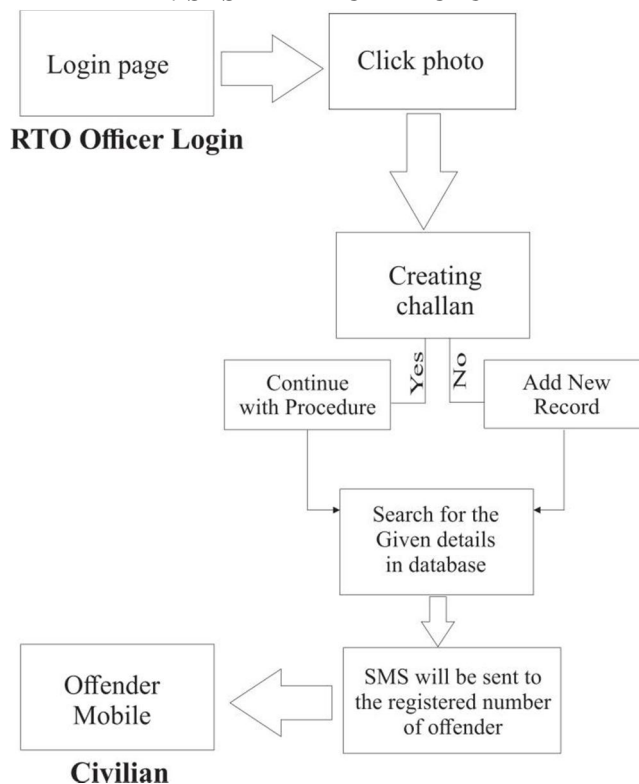 Login page
Click photo
RTO Officer Login
Creating
challan
Yes
No
Continue
with Procedure
Add New
Record
Search for the
Given details
in database
SMS will be sent to
the registered number
of offender
Offender
Mobile
Civilian